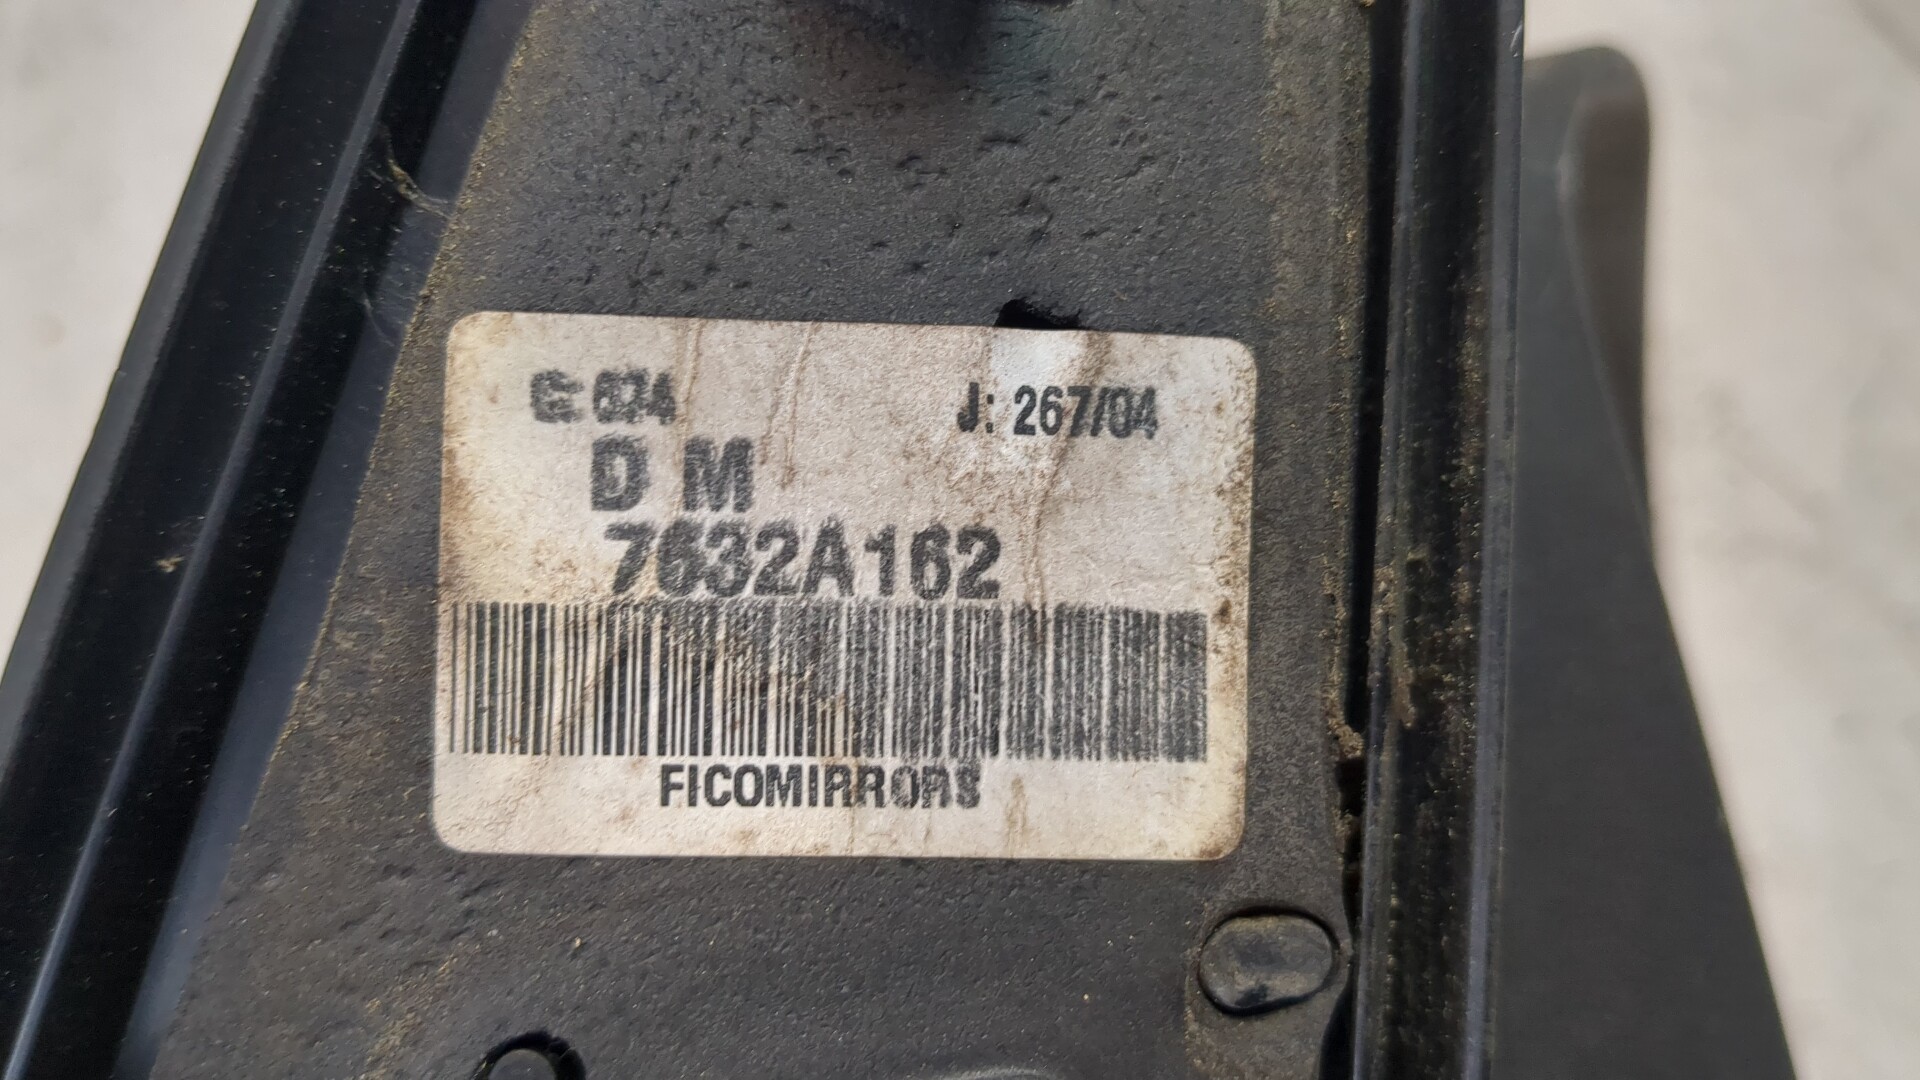 J: 267/04
D M
7632A162
FICOMIRRORS